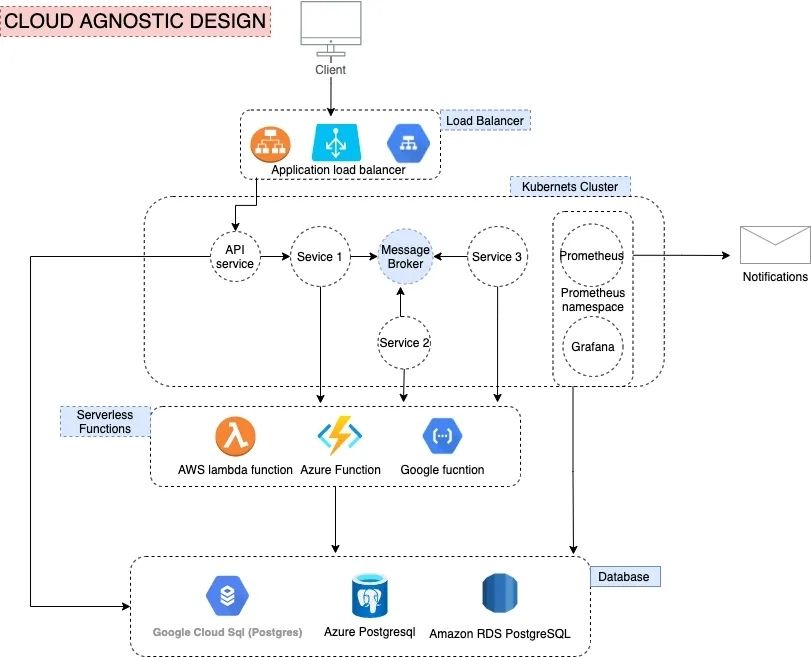 CLOUD AGNOSTIC DESIGN
Client
Load Balancer
Application load balancer
Kubernets Cluster
API
service
Sevice 1
Message
Broker
Service 3
Prometheus
Notifications
Prometheus
namespace
Service 2
Grafana
Serverless
Functions
AWS lambda function
Azure Function
Google fucntion
Database
Google Cloud Sql (Postgres)
Azure Postgresql
Amazon RDS PostgreSQL